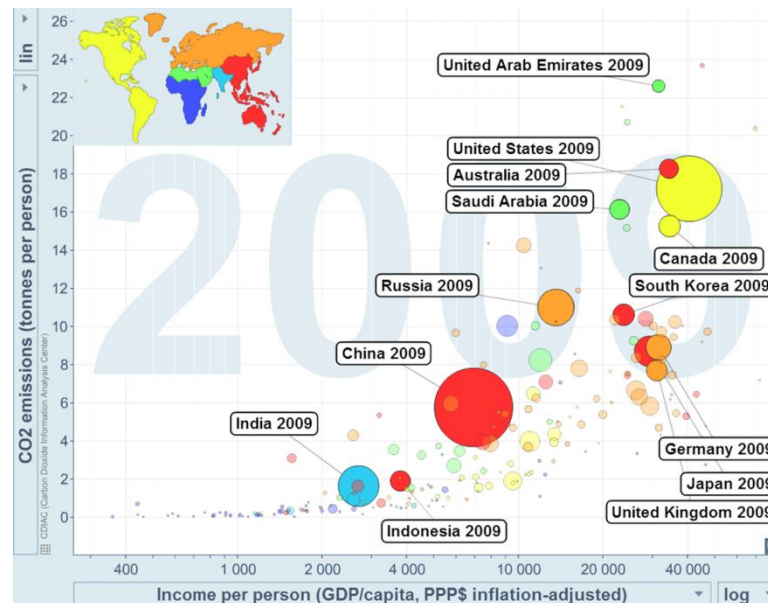 26
24
22
20
18
16
14
12
10
8
6
4
2
0
lin
CO2 emissions (tonnes per person)
CDIAC (Carbon Dioxide Information Analysis Center)
2009
United Arab Emirates 2009
United States 2009
Australia 2009
Saudi Arabia 2009
Canada 2009
Russia 2009
South Korea 2009
China 2009
India 2009
Germany 2009
Japan 2009
United Kingdom 2009
Indonesia 2009
400
1 000
2 000
4 000
10 000
20 000
40 000
Income per person (GDP/capita, PPP$ inflation-adjusted)
log